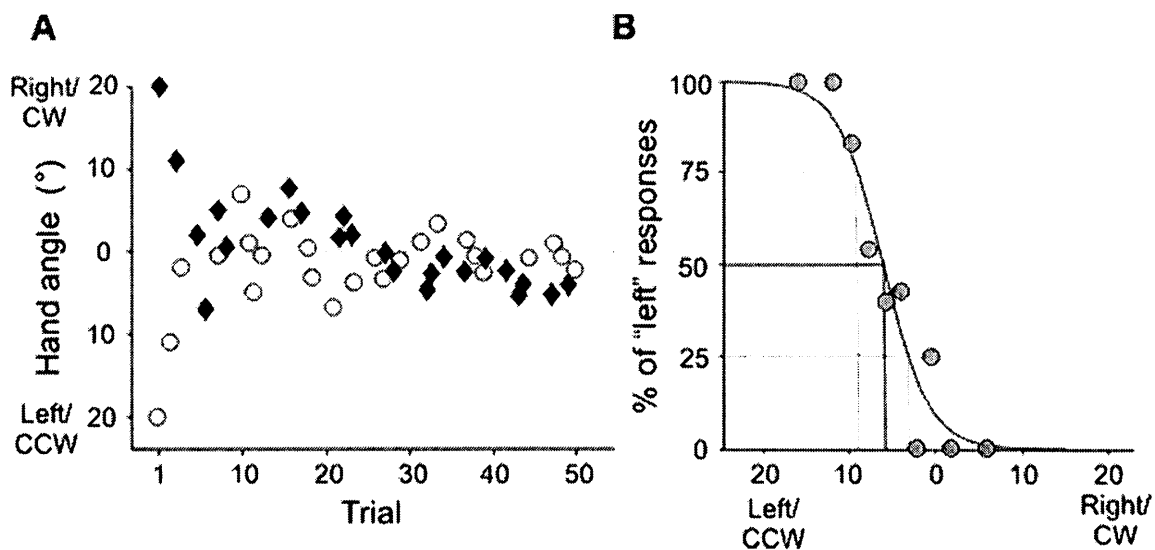 A
Right/
CW
20
10
0
10
20
Left/
CCW
Hand angle (°)
1 10 20 30 40 50
Trial
B
100
75
50
25
0
% of "left" responses
20 10 0 10 20
Left/
CCW
Right/
CW